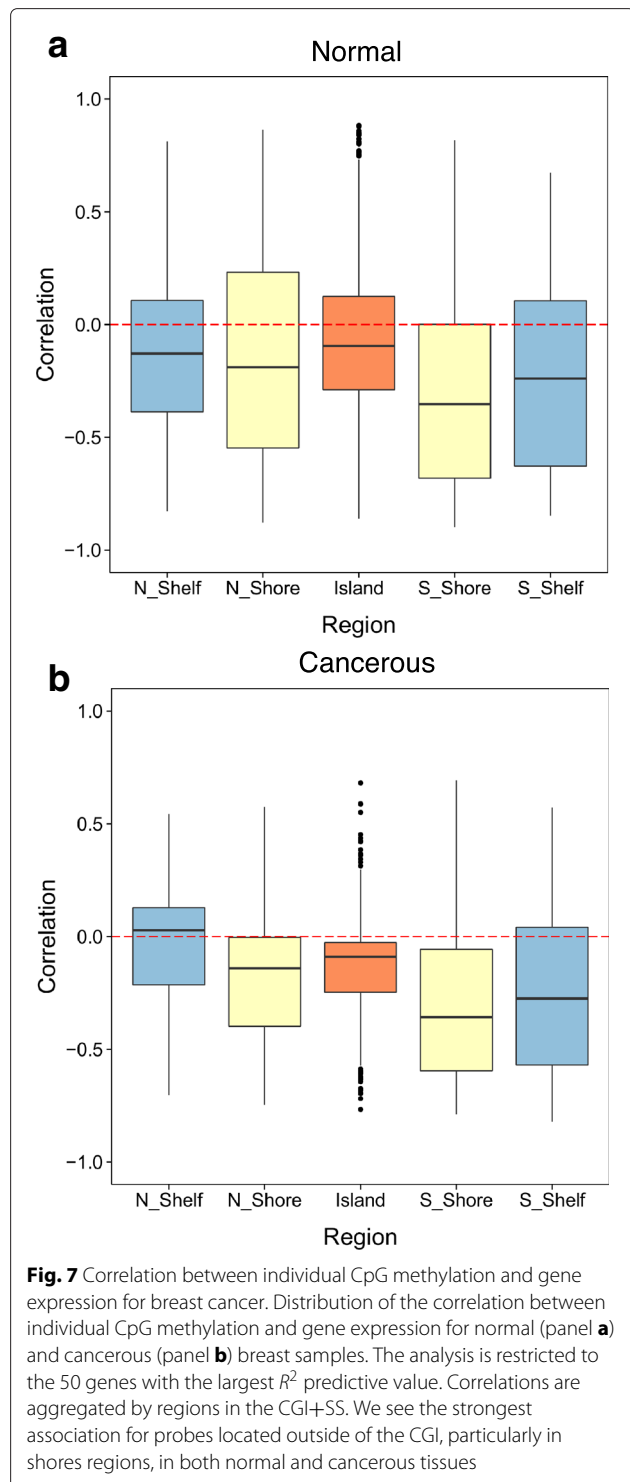 a
Normal
1.0
0.5
0.0
−0.5
−1.0
Correlation
N_Shelf N_Shore Island S_Shore S_Shelf
Region
b
Cancerous
1.0
0.5
0.0
−0.5
−1.0
Correlation
N_Shelf N_Shore Island S_Shore S_Shelf
Region
Fig. 7 Correlation between individual CpG methylation and gene
expression for breast cancer. Distribution of the correlation between
individual CpG methylation and gene expression for normal (panel a)
and cancerous (panel b) breast samples. The analysis is restricted to
the 50 genes with the largest R² predictive value. Correlations are
aggregated by regions in the CGI+SS. We see the strongest
association for probes located outside of the CGI, particularly in
shores regions, in both normal and cancerous tissues